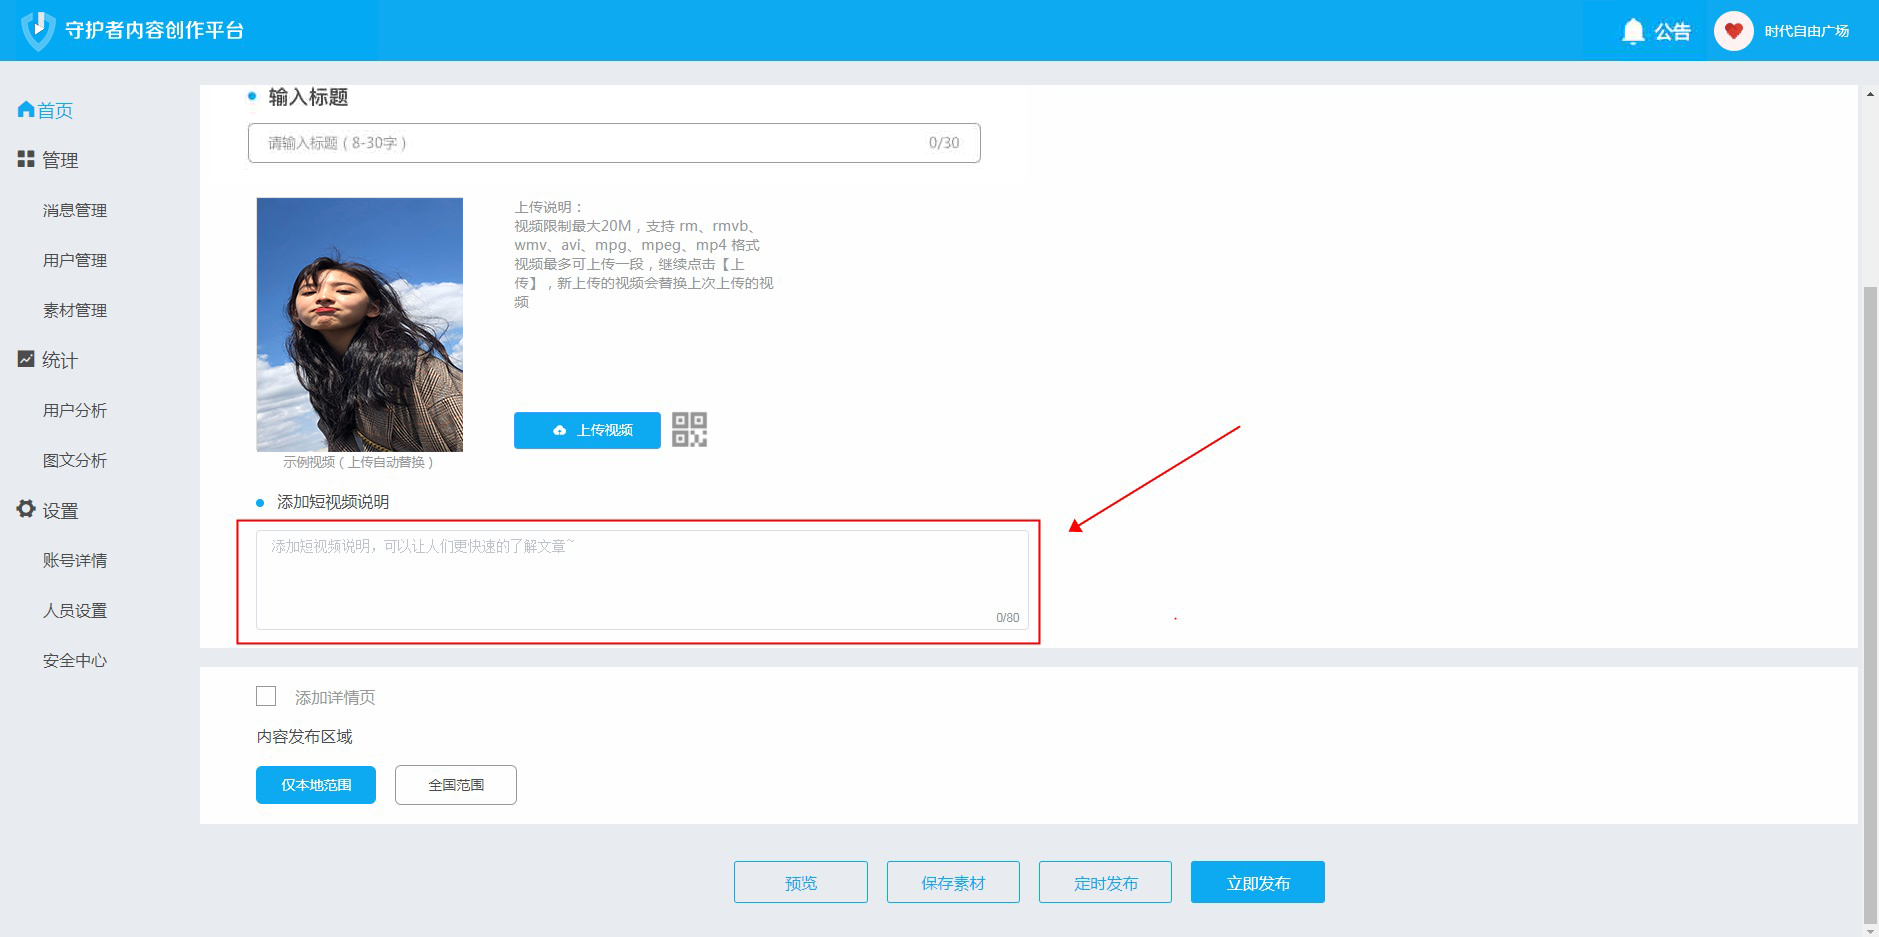 守护者内容创作平台
公告
时代自由广场
首页
管理
消息管理
用户管理
素材管理
统计
用户分析
图文分析
设置
账号详情
人员设置
安全中心
输入标题
请输入标题（8-30字）
0/30
上传说明：
视频限制最大20M，支持 rm、rmvb、
wmv、avi、mpg、mpeg、mp4 格式
视频最多可上传一段，继续点击【上
传】，新上传的视频会替换上次上传的视
频
上传视频
示例视频（上传自动替换）
添加短视频说明
添加短视频说明，可以让人们更快速的了解文章~
0/80
添加详情页
内容发布区域
仅本地范围
全国范围
预览
保存素材
定时发布
立即发布